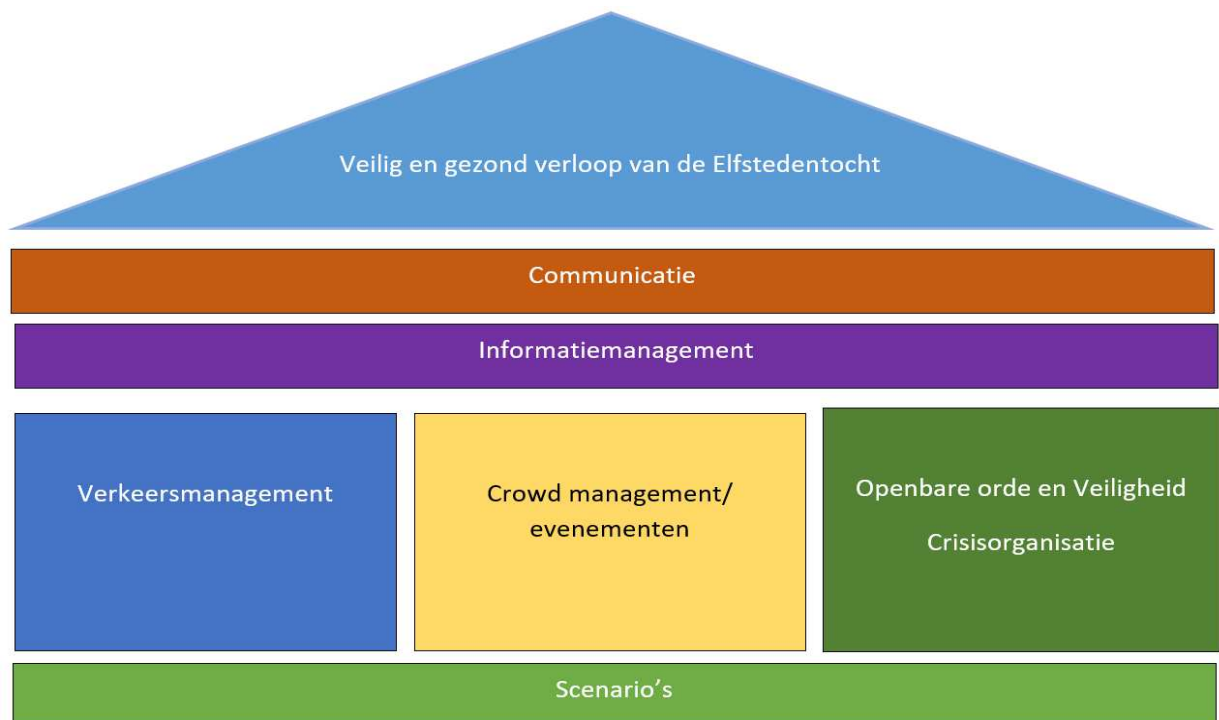 Veilig en gezond verloop van de Elfstedentocht
Communicatie
Informatiemanagement
Verkeersmanagement
Crowd management/
evenementen
Openbare orde en Veiligheid
Crisisorganisatie
Scenario’s